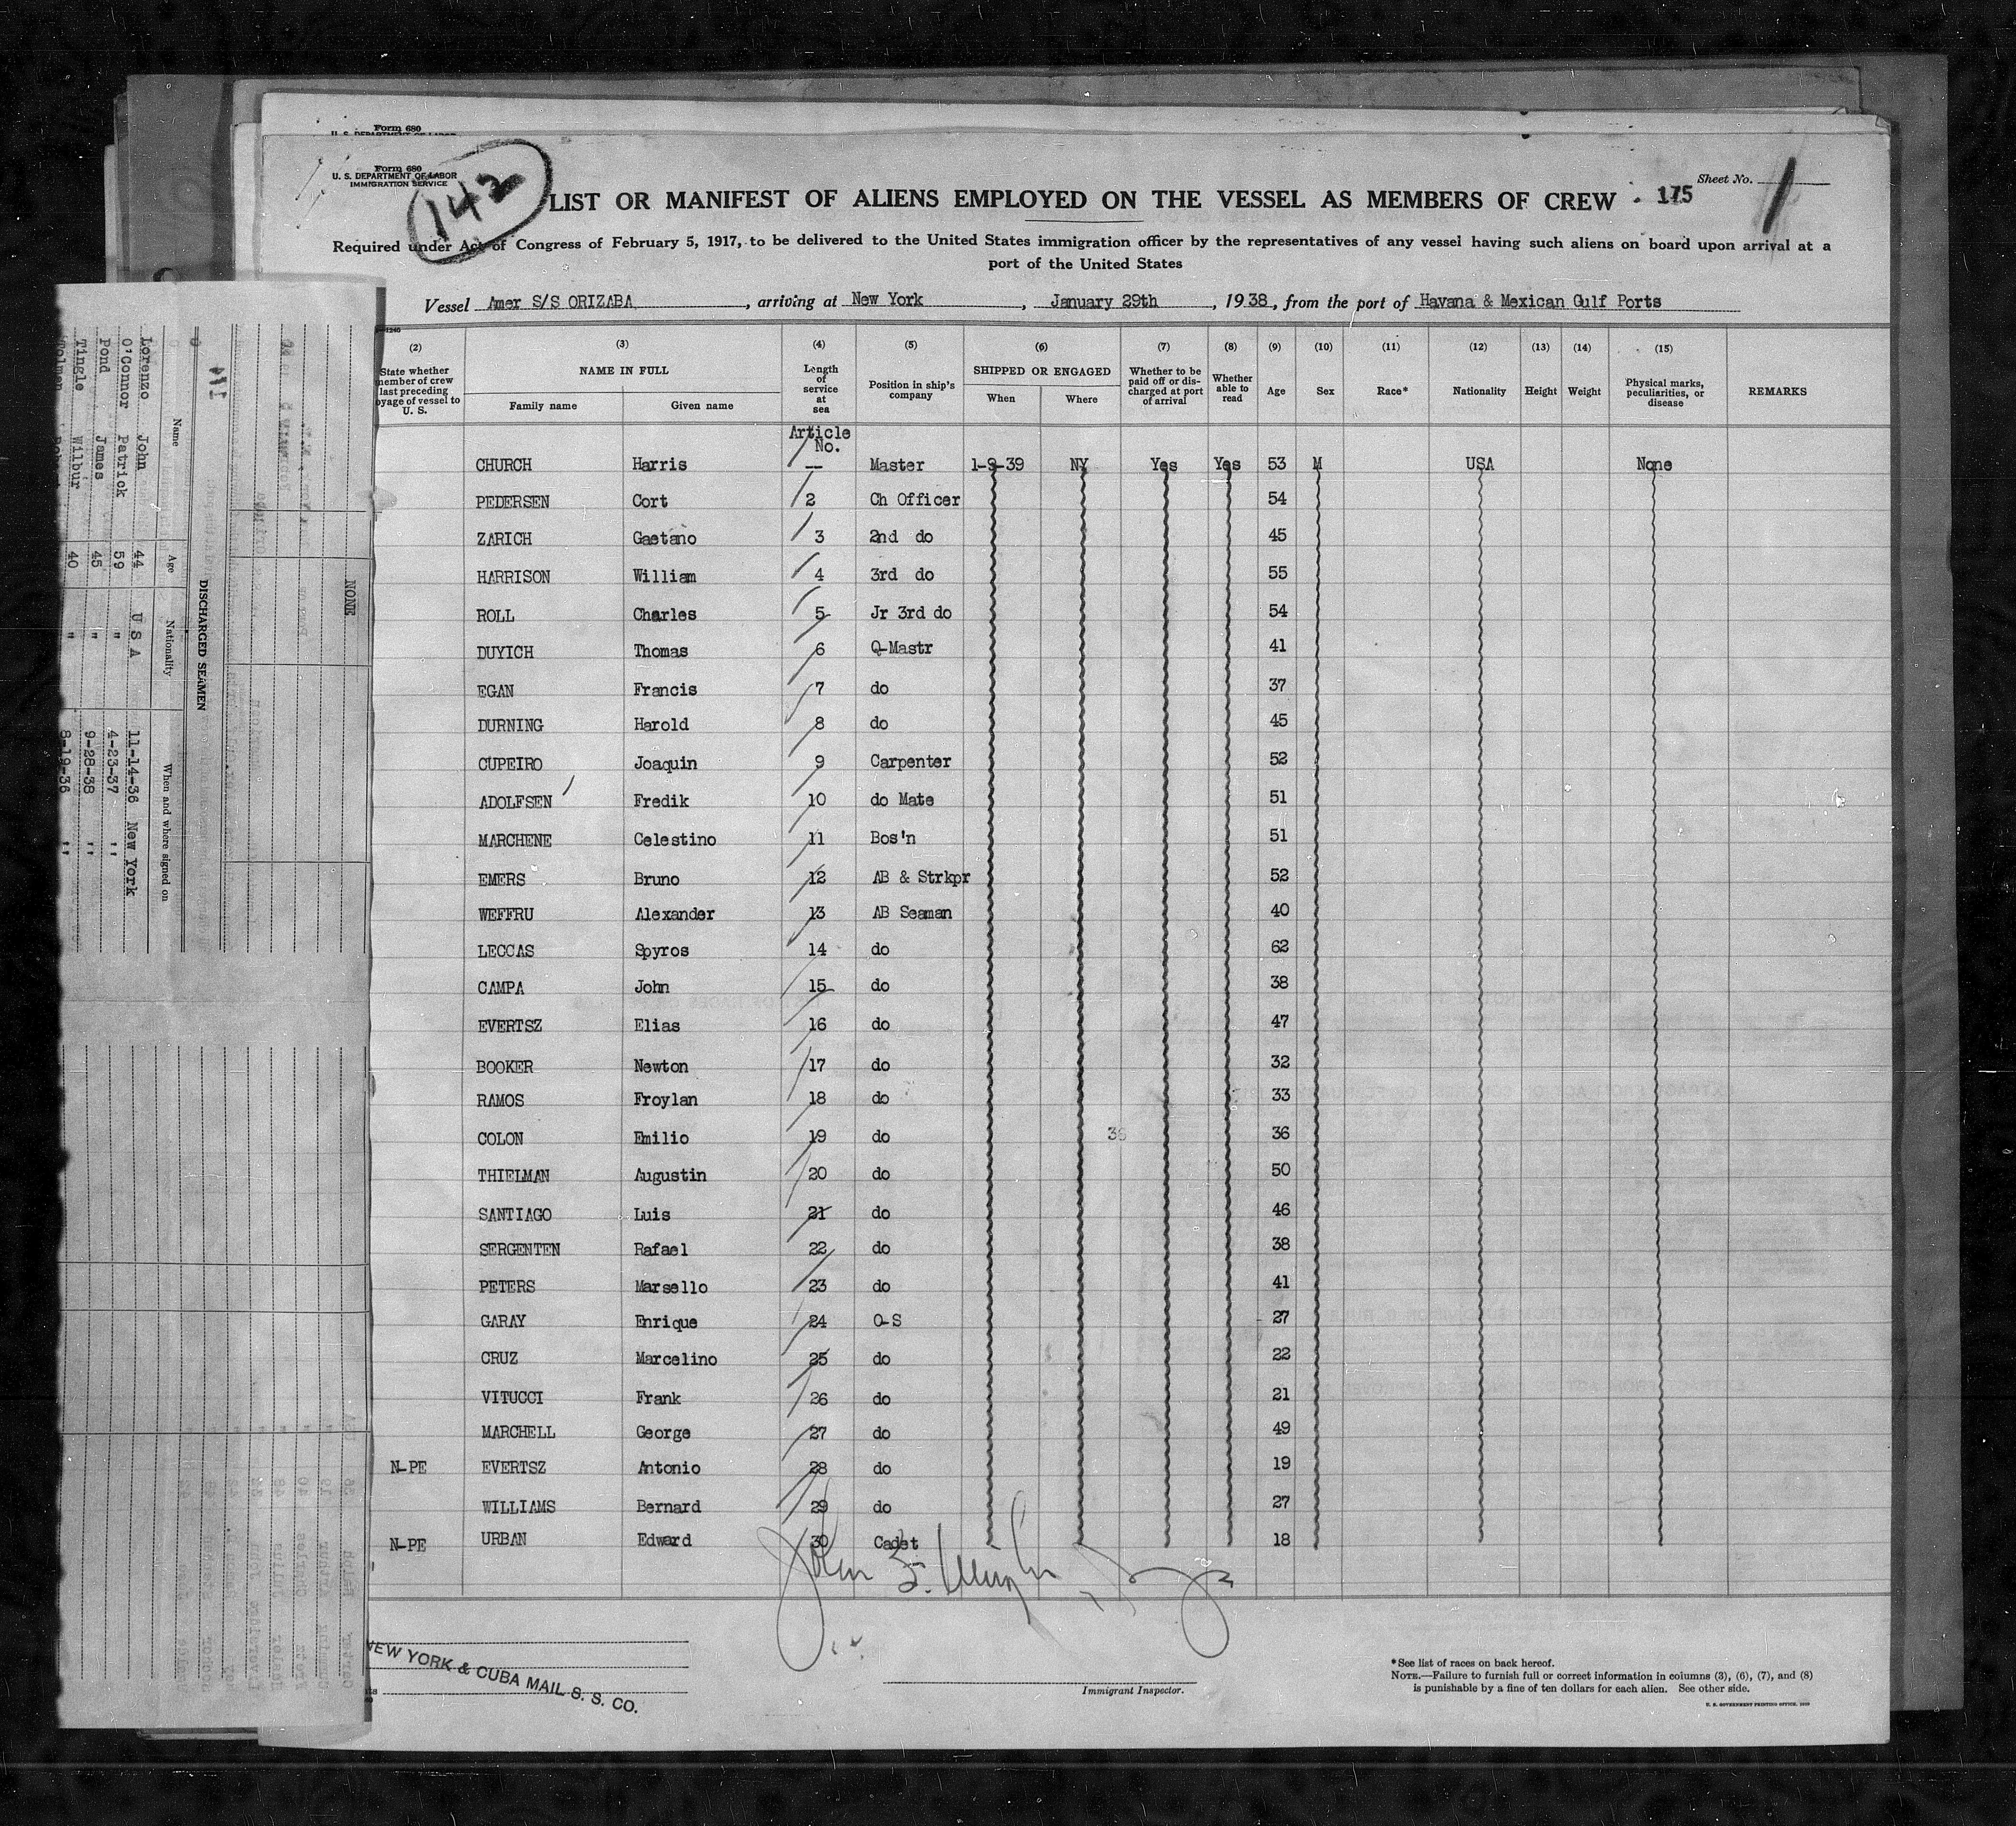 Form 680
Form 680
U. S. DEPARTMENT OF LABOR
IMMIGRATION SERVICE
142
Sheet No. 1
LIST OR MANIFEST OF ALIENS EMPLOYED ON THE VESSEL AS MEMBERS OF CREW 175
Required under Act of Congress of February 5, 1917, to be delivered to the United States immigration officer by the representatives of any vessel having such aliens on board upon arrival at a
port of the United States
Vessel Amer S/S ORIZABA, arriving at New York, January 29th, 1938, from the port of Havana & Mexican Gulf Ports
(2) (3) (4) (5) (6) (7) (8) (9) (10) (11) (12) (13) (14) (15)
State whether member of crew last preceding voyage of vessel to U. S. NAME IN FULL Length of service at sea Position in ship's company SHIPPED OR ENGAGED Whether to be paid off or discharged at port of arrival Whether able to read Age Sex Race* Nationality Height Weight Physical marks, peculiarities, or disease REMARKS
Family name Given name When Where
Article
No.
CHURCH Harris -- Master 1-9-39 NY Yes Yes 53 M USA None
PEDERSEN Cort 2 Ch Officer 54
ZARICH Gaetano 3 2nd do 45
HARRISON William 4 3rd do 55
ROLL Charles 5 Jr 3rd do 54
DUYICH Thomas 6 Q-Mastr 41
EGAN Francis 7 do 37
DURNING Harold 8 do 45
CUPEIRO Joaquin 9 Carpenter 52
ADOLFSEN Fredik 10 do Mate 51
MARCHENE Celestino 11 Bos'n 51
EMERS Bruno 12 AB & Strkpr 52
WEFFRU Alexander 13 AB Seaman 40
LECCAS Spyros 14 do 62
CAMPA John 15 do 38
EVERTSZ Elias 16 do 47
BOOKER Newton 17 do 32
RAMOS Froylan 18 do 33
COLON Emilio 19 do 36 36
THIELMAN Augustin 20 do 50
SANTIAGO Luis 21 do 46
SERGENTEN Rafael 22 do 38
PETERS Marsello 23 do 41
GARAY Enrique 24 O-S 27
CRUZ Marcelino 25 do 22
VITUCCI Frank 26 do 21
MARCHELL George 27 do 49
N-PE EVERTSZ Antonio 28 do 19
WILLIAMS Bernard 29 do 27
N-PE URBAN Edward 30 Cadet 18
NEW YORK & CUBA MAIL S. S. CO.
Immigrant Inspector.
*See list of races on back hereof.
NOTE.—Failure to furnish full or correct information in columns (3), (6), (7), and (8)
is punishable by a fine of ten dollars for each alien. See other side.
U. S. GOVERNMENT PRINTING OFFICE
NONE
DISCHARGED SEAMEN
Name Age Nationality When and where signed on
Lorenzo John 44 U S A 11-14-36 New York
O'Connor Patrick 59 " 4-23-37 "
Pond James 45 " 9-28-38 "
Tingle Wilbur 40 " 8-19-36 "